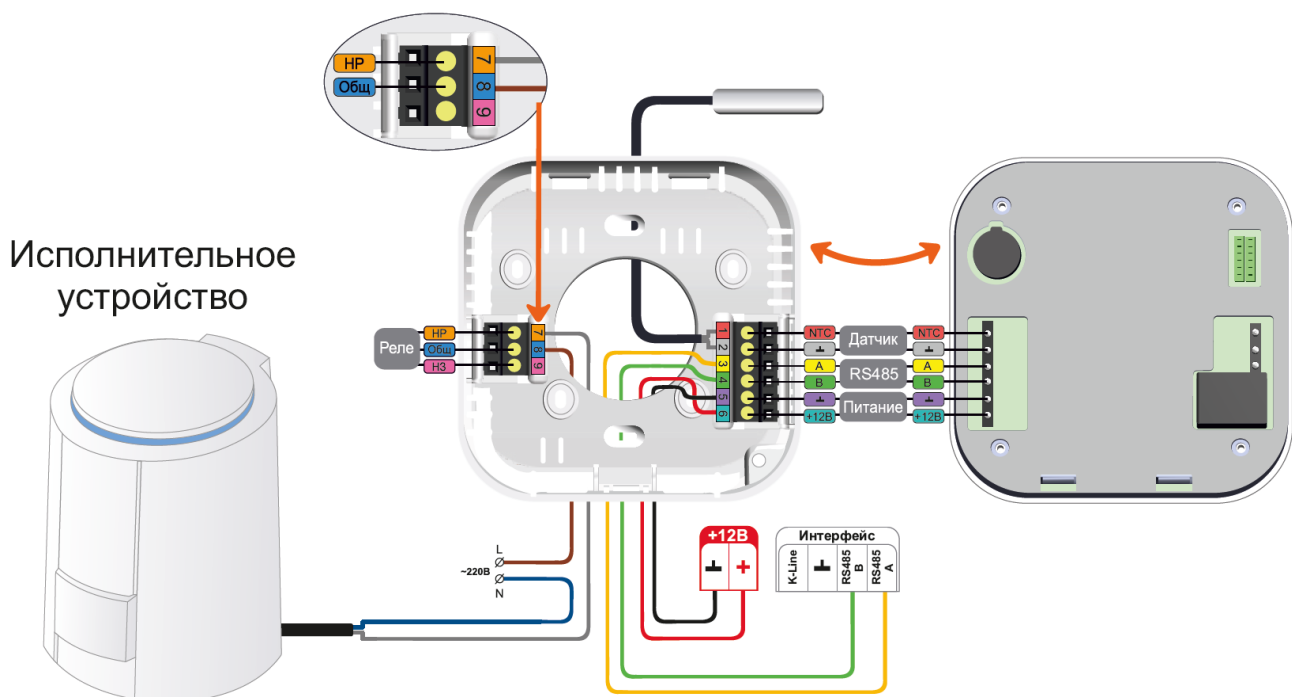 НР
Общ
7
8
9
Исполнительное
устройство
Реле
НР
Общ
НЗ
7
8
9
1
2
3
4
5
6
NTC
Датчик
NTC
A
RS485
A
B
B
Питание
+12В
+12В
L
~220В
N
+12В
Интерфейс
K-Line
RS485
B
RS485
A